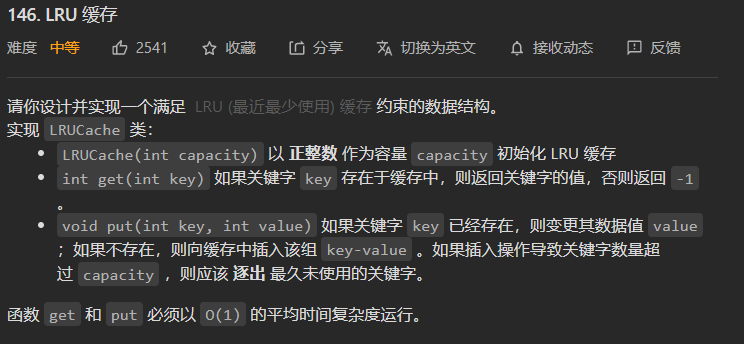 146. LRU 缓存
难度 中等 2541 收藏 分享 切换为英文 接收动态 反馈
请你设计并实现一个满足 LRU (最近最少使用) 缓存 约束的数据结构。
实现 LRUCache 类：
• LRUCache(int capacity) 以 正整数 作为容量 capacity 初始化 LRU 缓存
• int get(int key) 如果关键字 key 存在于缓存中，则返回关键字的值，否则返回 -1
。
• void put(int key, int value) 如果关键字 key 已经存在，则变更其数据值 value
；如果不存在，则向缓存中插入该组 key-value 。如果插入操作导致关键字数量超
过 capacity ，则应该 逐出 最久未使用的关键字。
函数 get 和 put 必须以 O(1) 的平均时间复杂度运行。